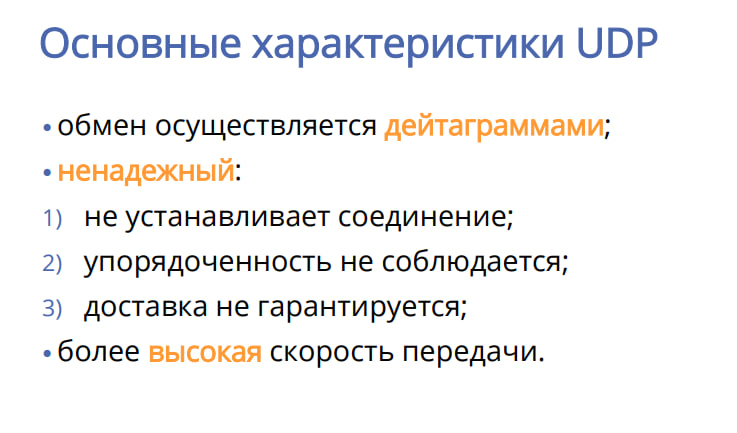 Основные характеристики UDP
• обмен осуществляется дейтаграммами;
• ненадежный:
1) не устанавливает соединение;
2) упорядоченность не соблюдается;
3) доставка не гарантируется;
• более высокая скорость передачи.